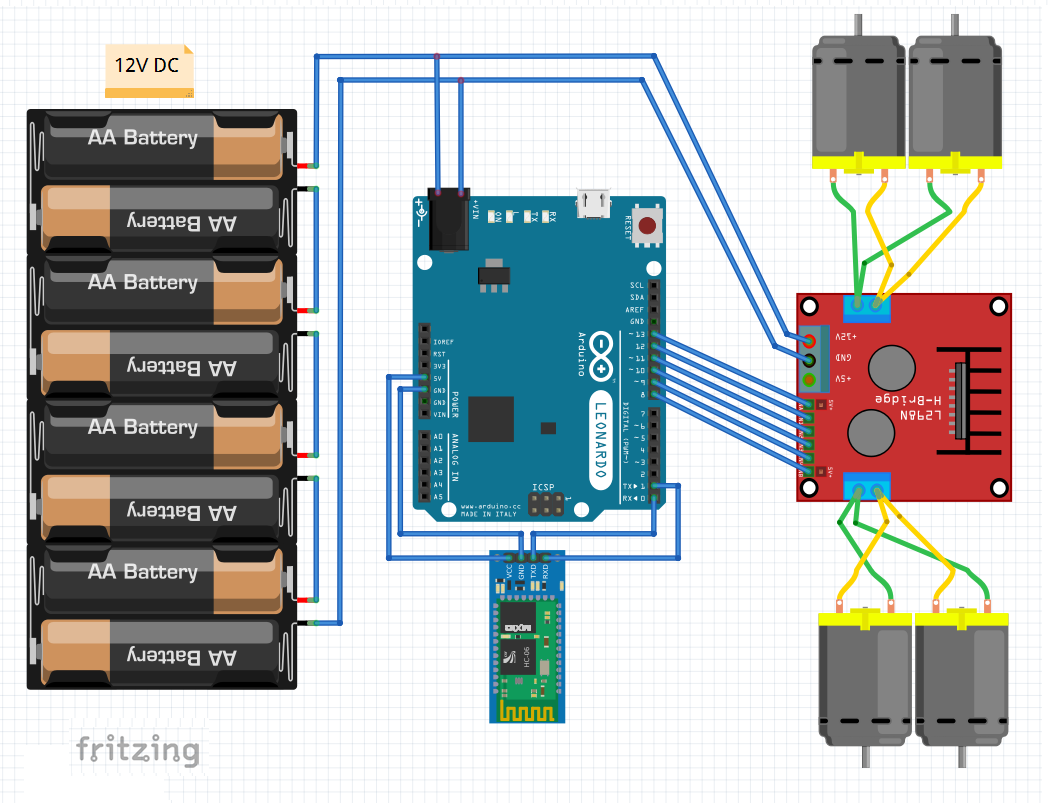 12V DC
AA Battery
AA Battery
AA Battery
AA Battery
AA Battery
AA Battery
AA Battery
AA Battery
+VIN
ON
L
TX
RX
RESET
SCL
SDA
AREF
GND
~13
12
~11
~10
~9
8
7
~6
~5
4
~3
2
TX▶1
RX◀0
DIGITAL (PWM~)
Arduino
LEONARDO
IOREF
RST
3V3
5V
GND
GND
VIN
POWER
A0
A1
A2
A3
A4
A5
ANALOG IN
ICSP
1
www.arduino.cc
MADE IN ITALY
+12V
GND
+5V
5V+
5V+
L298N
H-Bridge
VCC
GND
TXD
RXD
HC-06
fritzing